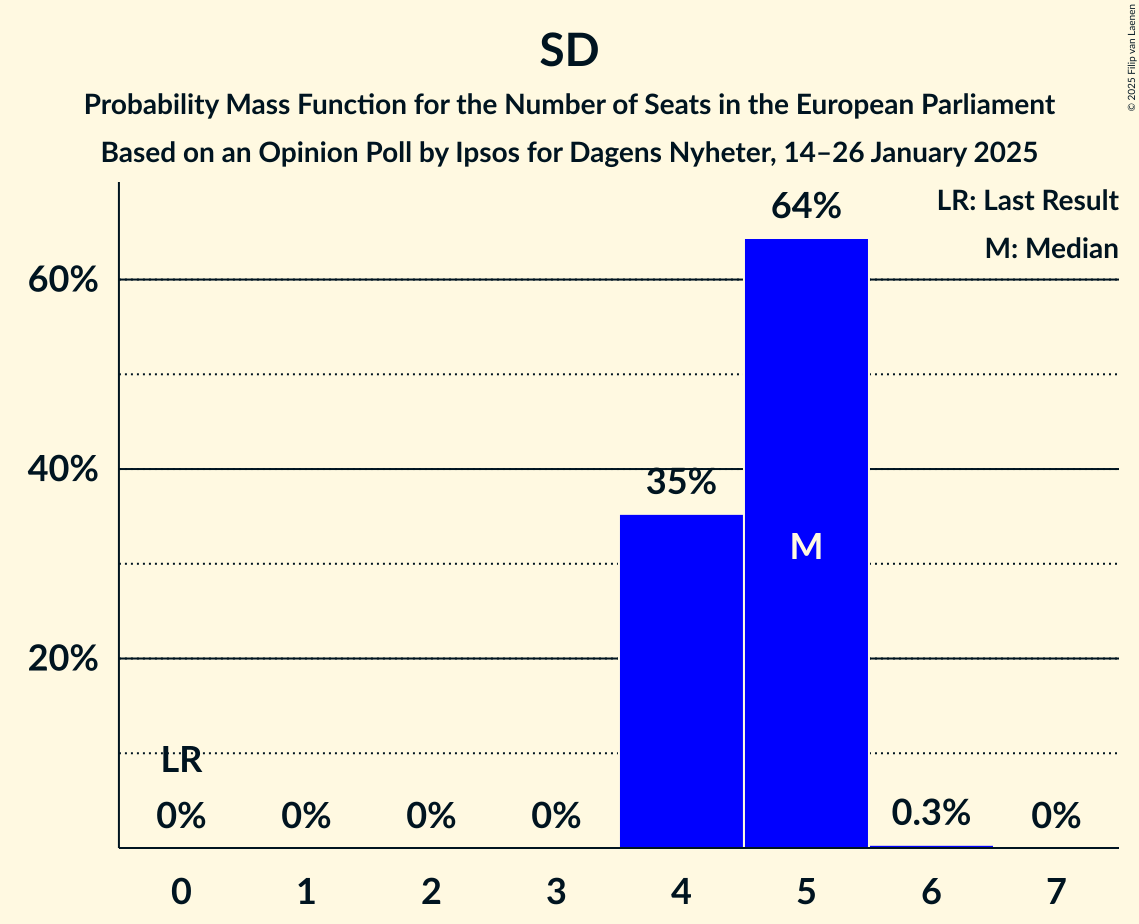 SD
Probability Mass Function for the Number of Seats in the European Parliament
Based on an Opinion Poll by Ipsos for Dagens Nyheter, 14–26 January 2025
© 2025 Filip van Laenen
LR: Last Result
M: Median
60%
40%
20%
64%
35%
M
LR
0%
0%
0%
0%
0.3%
0%
0 1 2 3 4 5 6 7